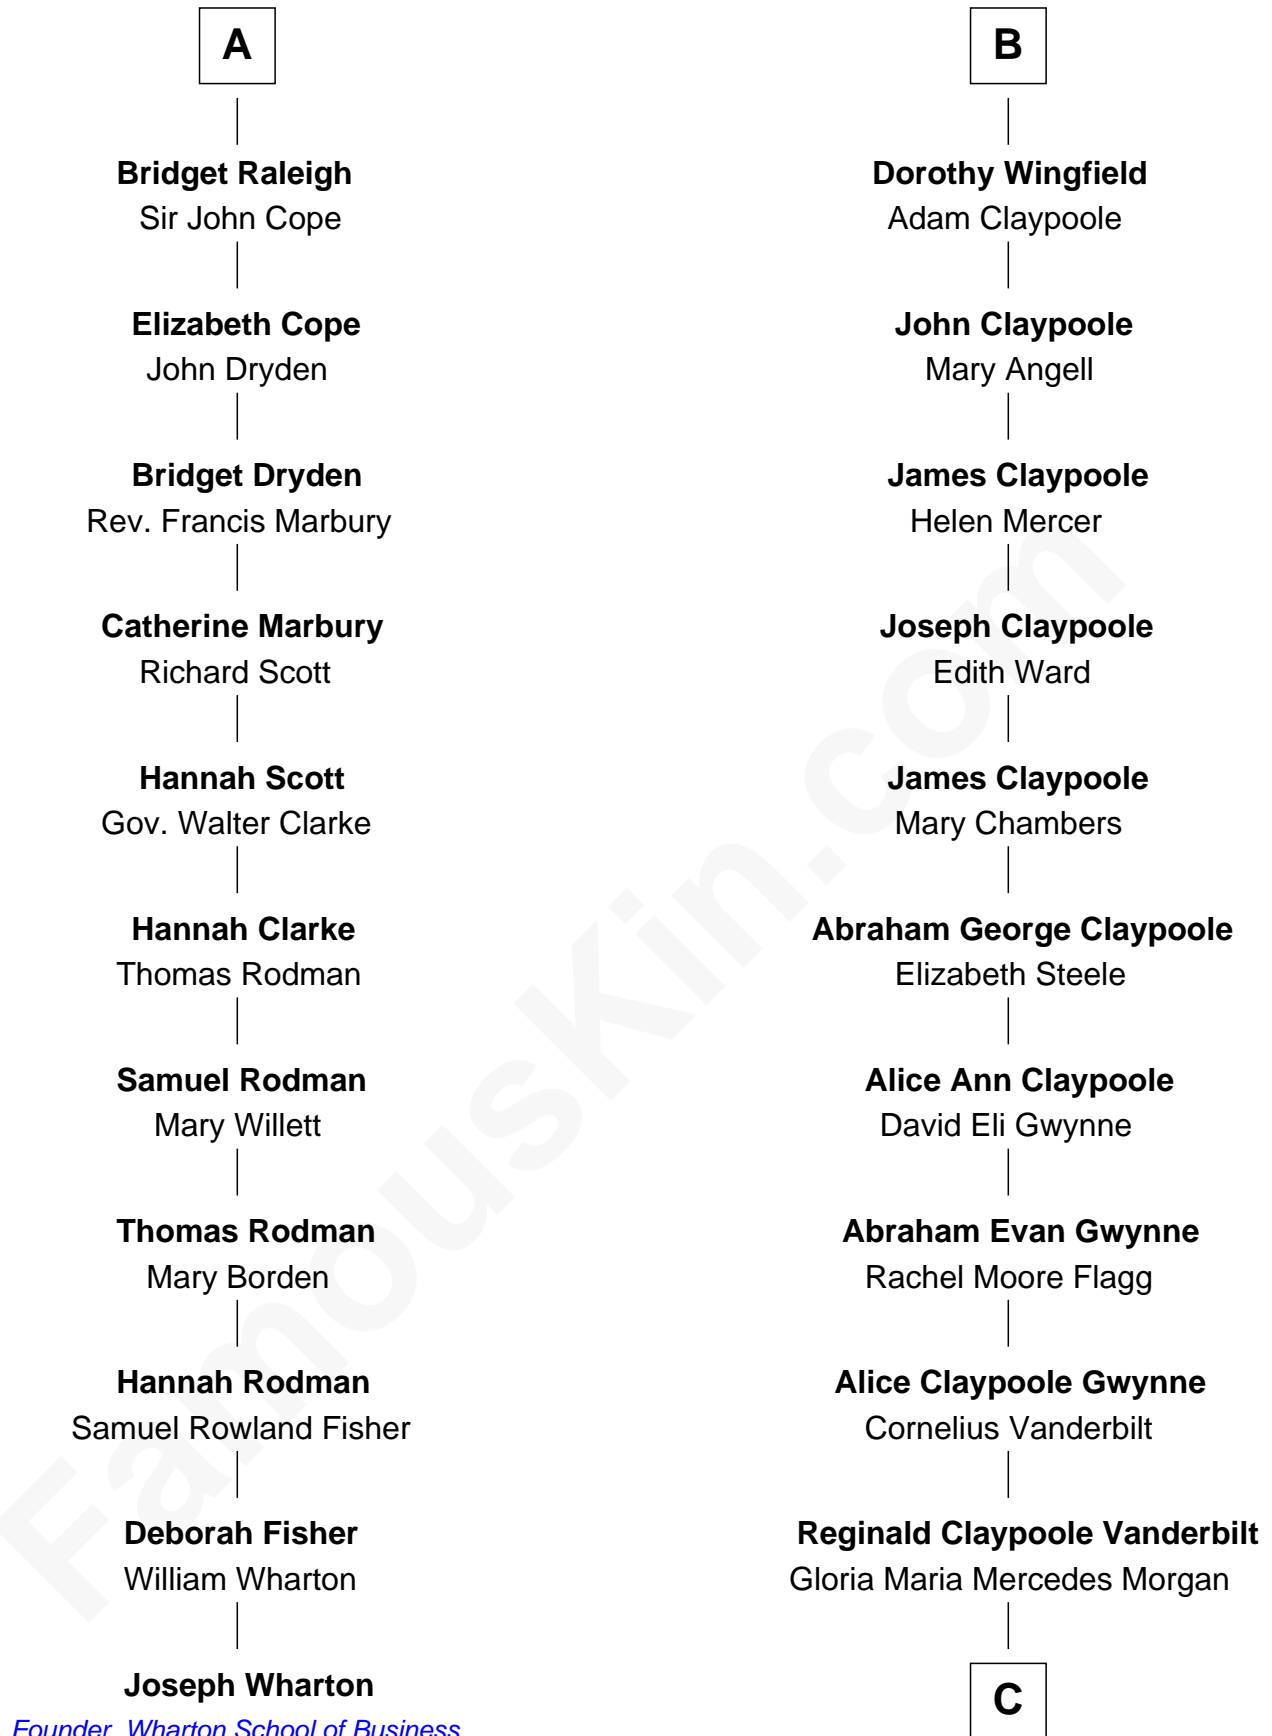 A
Bridget Raleigh
Sir John Cope
Elizabeth Cope
John Dryden
Bridget Dryden
Rev. Francis Marbury
Catherine Marbury
Richard Scott
Hannah Scott
Gov. Walter Clarke
Hannah Clarke
Thomas Rodman
Samuel Rodman
Mary Willett
Thomas Rodman
Mary Borden
Hannah Rodman
Samuel Rowland Fisher
Deborah Fisher
William Wharton
Joseph Wharton
Founder, Wharton School of Business
B
Dorothy Wingfield
Adam Claypoole
John Claypoole
Mary Angell
James Claypoole
Helen Mercer
Joseph Claypoole
Edith Ward
James Claypoole
Mary Chambers
Abraham George Claypoole
Elizabeth Steele
Alice Ann Claypoole
David Eli Gwynne
Abraham Evan Gwynne
Rachel Moore Flagg
Alice Claypoole Gwynne
Cornelius Vanderbilt
Reginald Claypoole Vanderbilt
Gloria Maria Mercedes Morgan
C
FamousKin.com